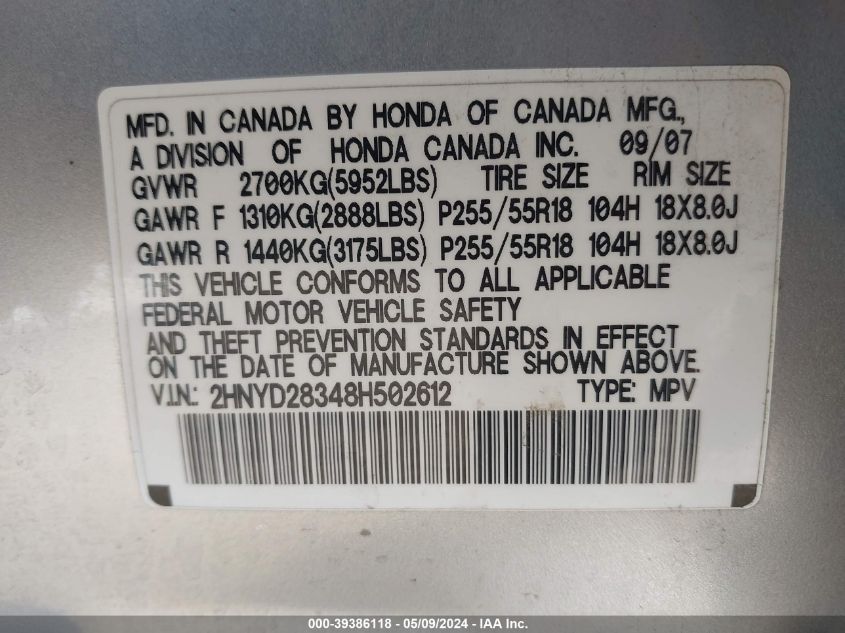 MFD. IN CANADA BY HONDA OF CANADA MFG.,
A DIVISION OF HONDA CANADA INC. 09/07
GVWR 2700KG(5952LBS) TIRE SIZE RIM SIZE
GAWR F 1310KG(2888LBS) P255/55R18 104H 18X8.0J
GAWR R 1440KG(3175LBS) P255/55R18 104H 18X8.0J
THIS VEHICLE CONFORMS TO ALL APPLICABLE
FEDERAL MOTOR VEHICLE SAFETY
AND THEFT PREVENTION STANDARDS IN EFFECT
ON THE DATE OF MANUFACTURE SHOWN ABOVE.
V.I.N.: 2HNYD28348H502612 TYPE: MPV
000-39386118 - 05/09/2024 - IAA Inc.